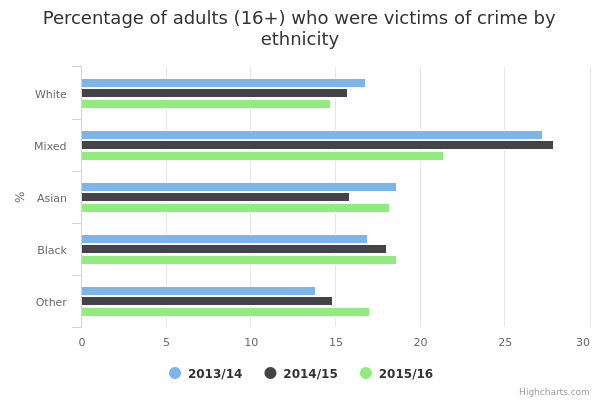 Percentage of adults (16+) who were victims of crime by
ethnicity
%
White
Mixed
Asian
Black
Other
0 5 10 15 20 25 30
2013/14 2014/15 2015/16
Highcharts.com